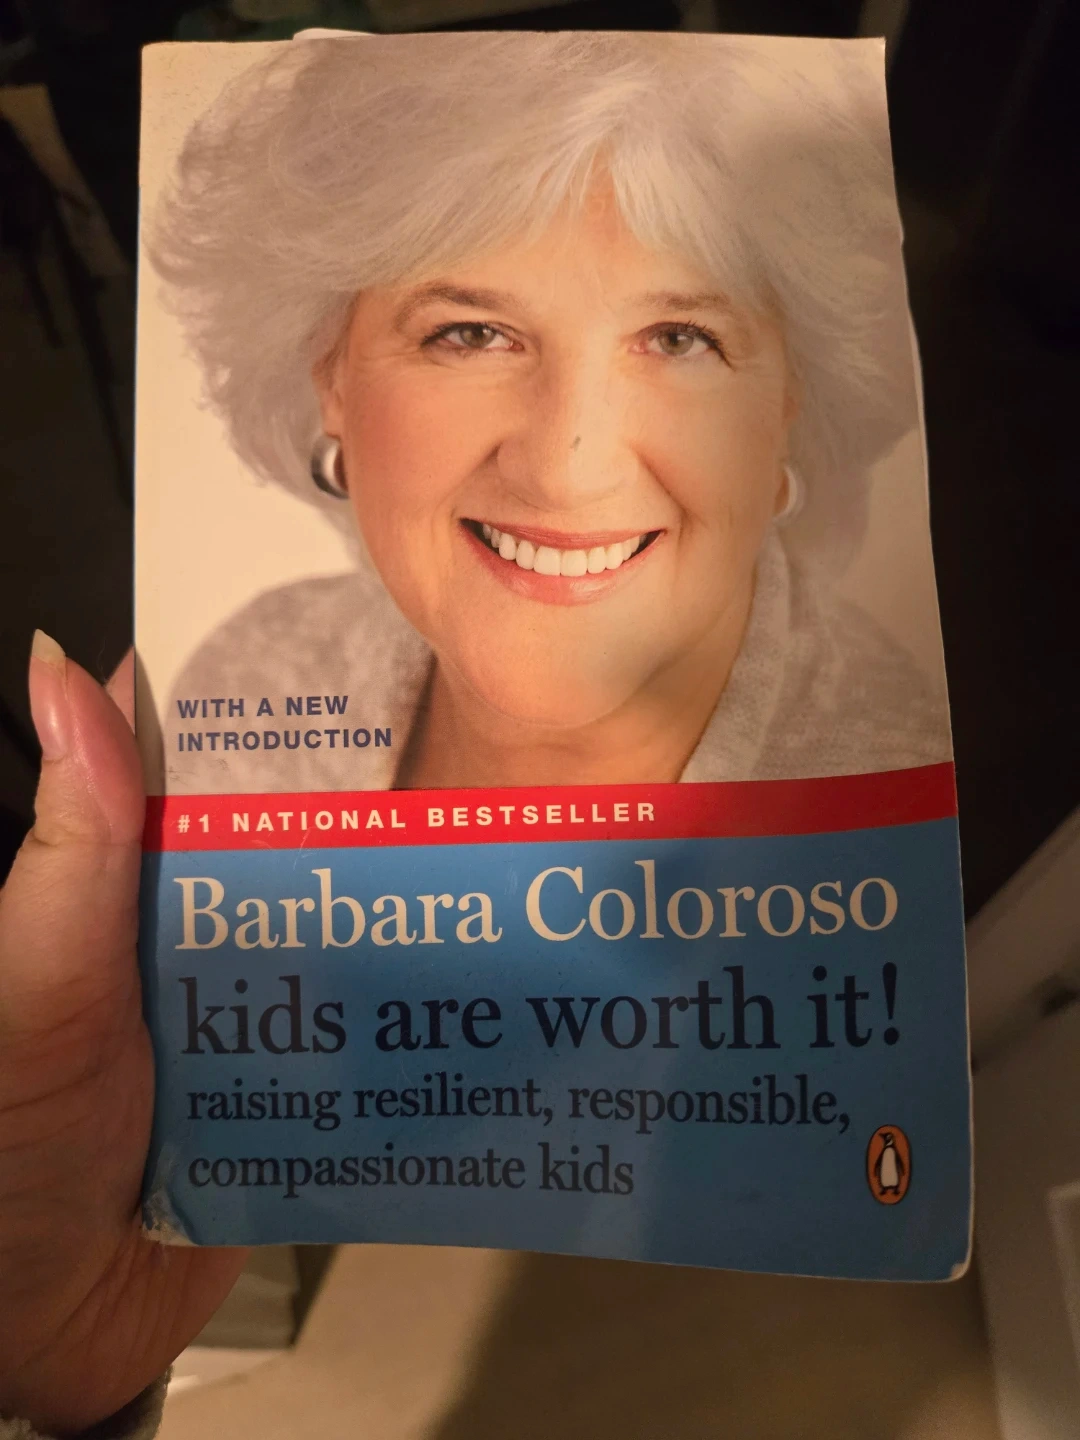 WITH A NEW
INTRODUCTION
#1 NATIONAL BESTSELLER
Barbara Coloroso
kids are worth it!
raising resilient, responsible,
compassionate kids